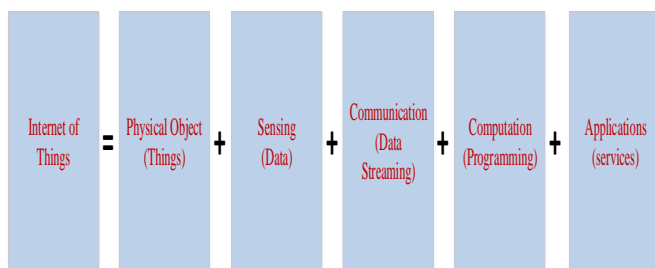 Internet of
Things
=
Physical Object
(Things)
+
Sensing
(Data)
+
Communication
(Data
Streaming)
+
Computation
(Programming)
+
Applications
(services)